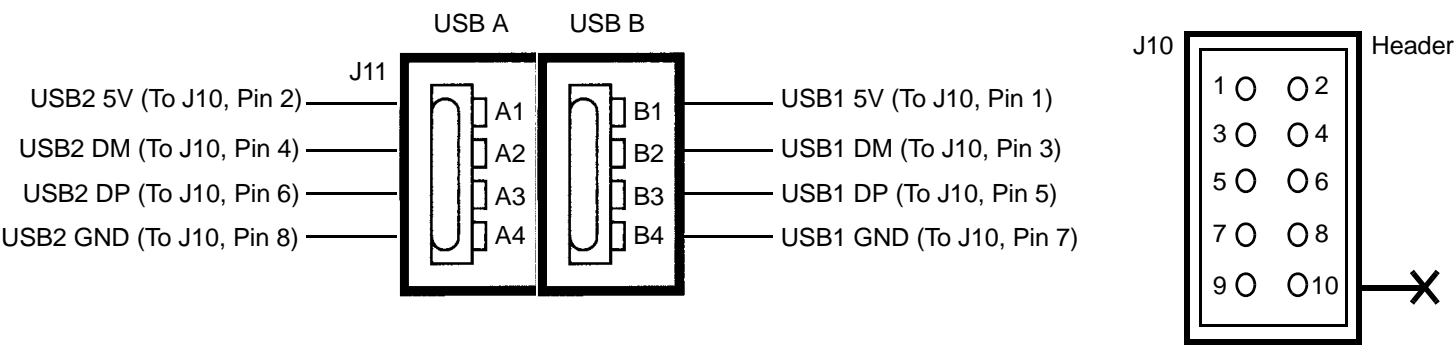 USB A USB B
J11
USB2 5V (To J10, Pin 2) A1 B1 USB1 5V (To J10, Pin 1)
USB2 DM (To J10, Pin 4) A2 B2 USB1 DM (To J10, Pin 3)
USB2 DP (To J10, Pin 6) A3 B3 USB1 DP (To J10, Pin 5)
USB2 GND (To J10, Pin 8) A4 B4 USB1 GND (To J10, Pin 7)
J10 Header
1 2
3 4
5 6
7 8
9 10